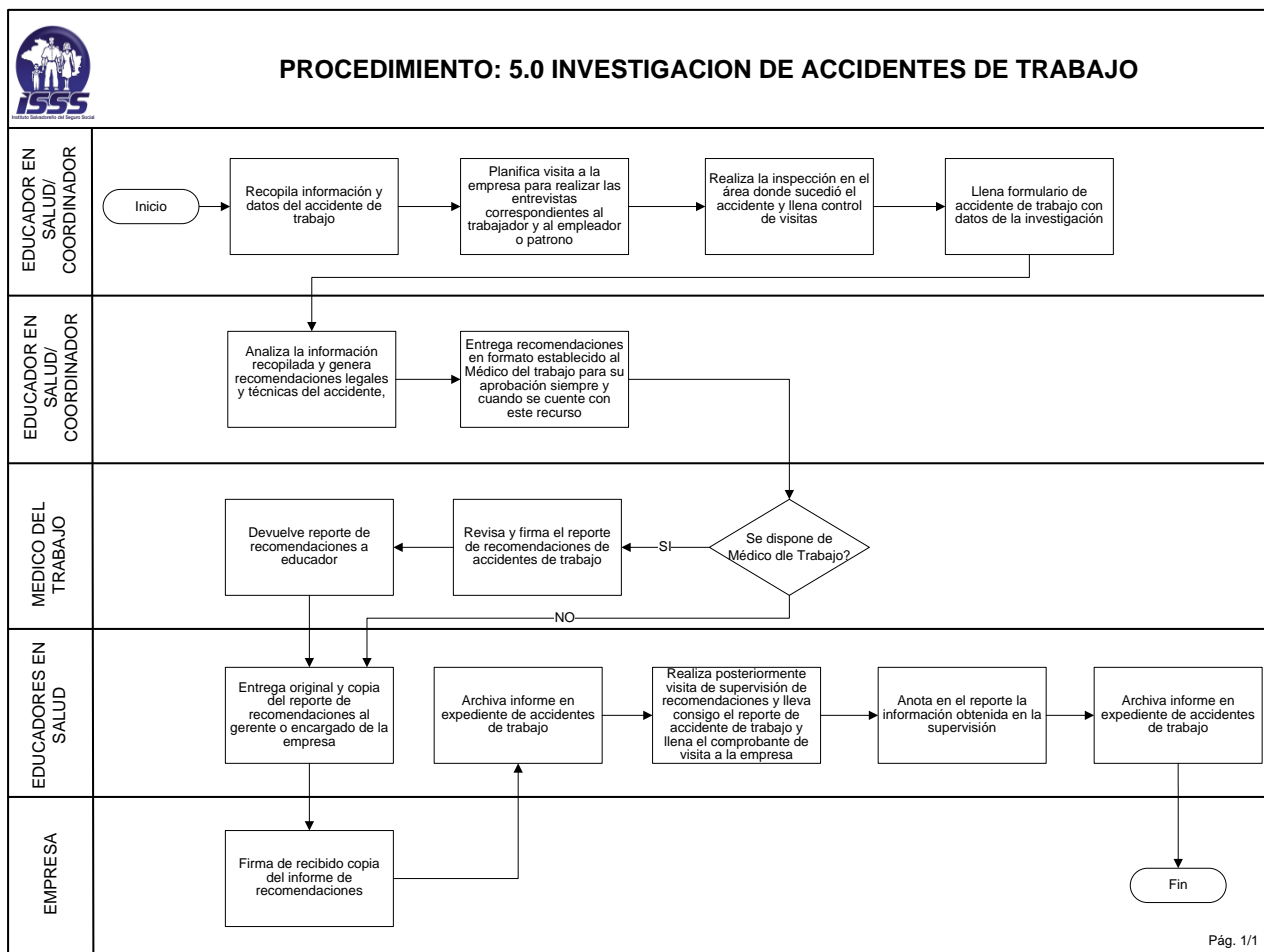 PROCEDIMIENTO: 5.0 INVESTIGACION DE ACCIDENTES DE TRABAJO
ISSS
Instituto Salvadoreño del Seguro Social
EDUCADOR EN
SALUD/
COORDINADOR
Inicio
Recopila información y
datos del accidente de
trabajo
Planifica visita a la
empresa para realizar las
entrevistas
correspondientes al
trabajador y al empleador
o patrono
Realiza la inspección en el
área donde sucedió el
accidente y llena control
de visitas
Llena formulario de
accidente de trabajo con
datos de la investigación
EDUCADOR EN
SALUD/
COORDINADOR
Analiza la información
recopilada y genera
recomendaciones legales
y técnicas del accidente,
Entrega recomendaciones
en formato establecido al
Médico del trabajo para su
aprobación siempre y
cuando se cuente con
este recurso
MEDICO DEL
TRABAJO
Devuelve reporte de
recomendaciones a
educador
Revisa y firma el reporte
de recomendaciones de
accidentes de trabajo
SI
Se dispone de
Médico dle Trabajo?
NO
EDUCADORES EN
SALUD
Entrega original y copia
del reporte de
recomendaciones al
gerente o encargado de la
empresa
Archiva informe en
expediente de accidentes
de trabajo
Realiza posteriormente
visita de supervisión de
recomendaciones y lleva
consigo el reporte de
accidente de trabajo y
llena el comprobante de
visita a la empresa
Anota en el reporte la
información obtenida en la
supervisión
Archiva informe en
expediente de accidentes
de trabajo
EMPRESA
Firma de recibido copia
del informe de
recomendaciones
Fin
Pág. 1/1